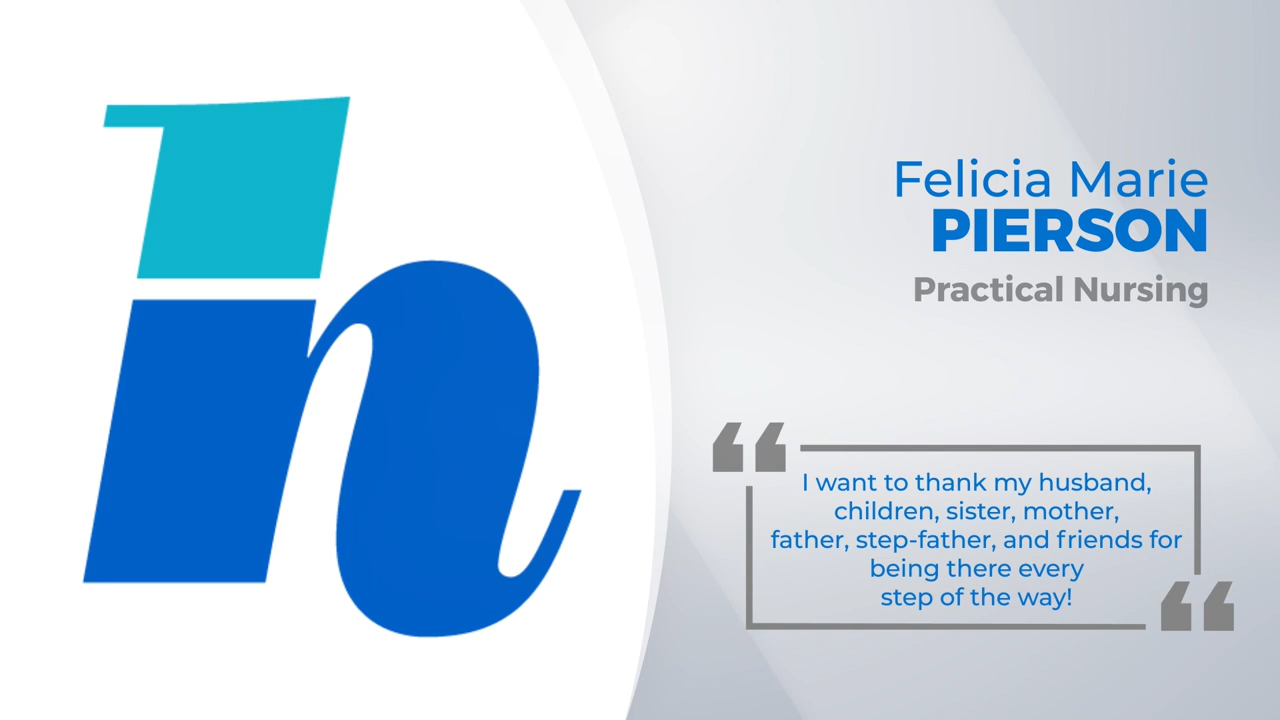 Felicia Marie
PIERSON
Practical Nursing
I want to thank my husband,
children, sister, mother,
father, step-father, and friends for
being there every
step of the way!